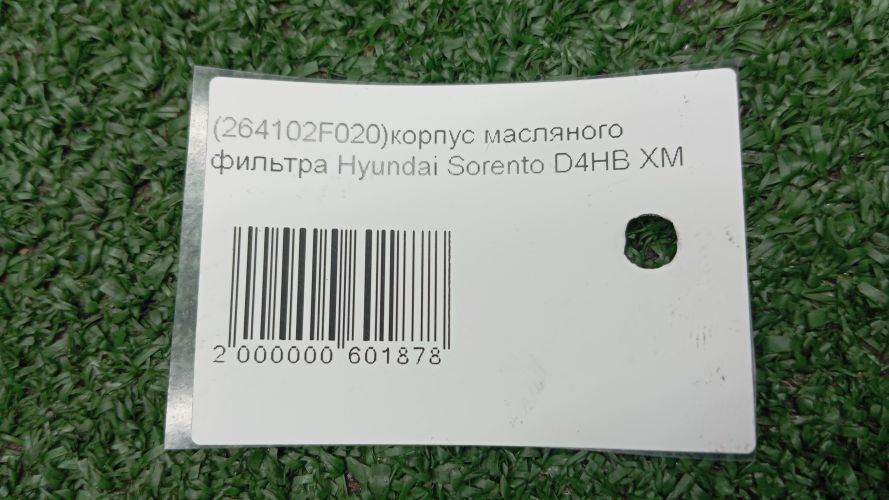 (264102F020)корпус масляного
фильтра Hyundai Sorento D4HB XM
2 000000 601878